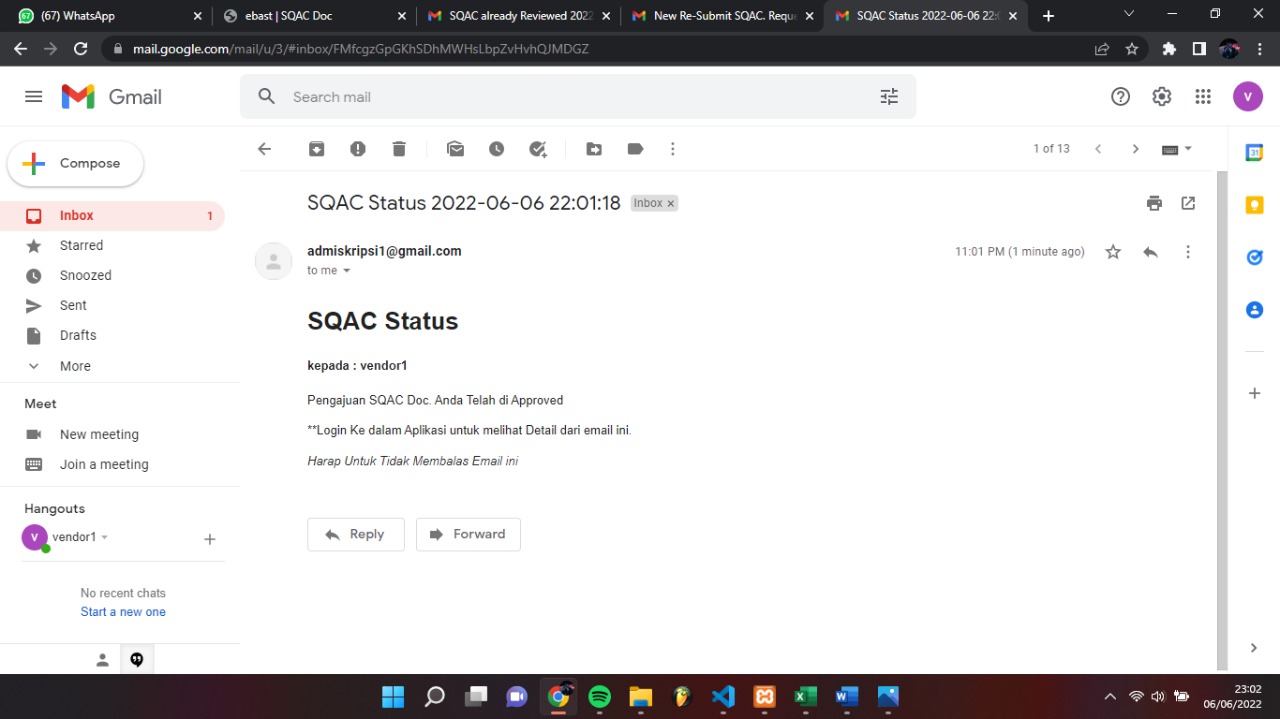 (67) WhatsApp
ebast | SQAC Doc
SQAC already Reviewed 2022
New Re-Submit SQAC. Reque
SQAC Status 2022-06-06 22:0
mail.google.com/mail/u/3/#inbox/FMfcgzGpGKhSDhMWHsLbpZvHvhQJMDGZ
Gmail
Search mail
V
Compose
1 of 13
31
SQAC Status 2022-06-06 22:01:18 Inbox x
Inbox 1
Starred
Snoozed
Sent
Drafts
More
admiskripsi1@gmail.com
11:01 PM (1 minute ago)
to me
SQAC Status
kepada : vendor1
Pengajuan SQAC Doc. Anda Telah di Approved
**Login Ke dalam Aplikasi untuk melihat Detail dari email ini.
Harap Untuk Tidak Membalas Email ini
Reply
Forward
Meet
New meeting
Join a meeting
Hangouts
V vendor1
No recent chats
Start a new one
23:02
06/06/2022